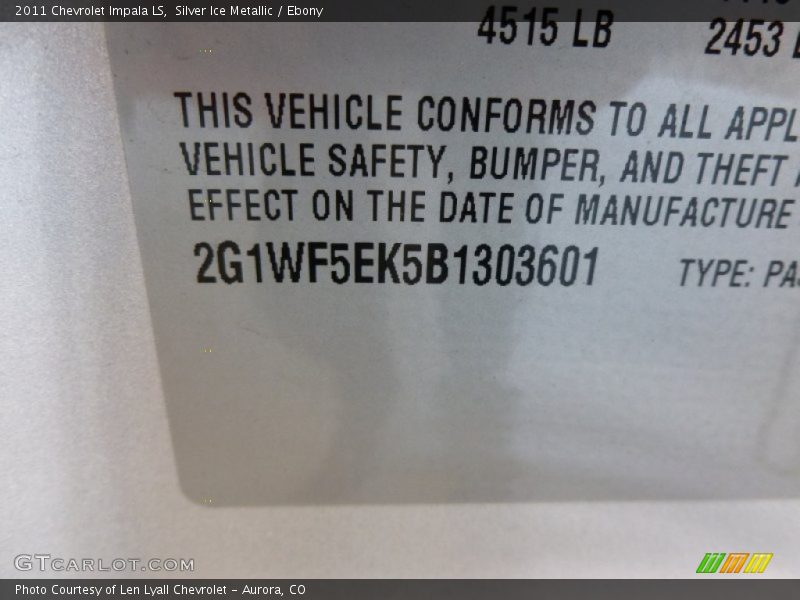 2011 Chevrolet Impala LS, Silver Ice Metallic / Ebony
4515 LB
2453
THIS VEHICLE CONFORMS TO ALL APPL
VEHICLE SAFETY, BUMPER, AND THEFT
EFFECT ON THE DATE OF MANUFACTURE
2G1WF5EK5B1303601 TYPE: PAS
GTCARLOT.COM
Photo Courtesy of Len Lyall Chevrolet - Aurora, CO